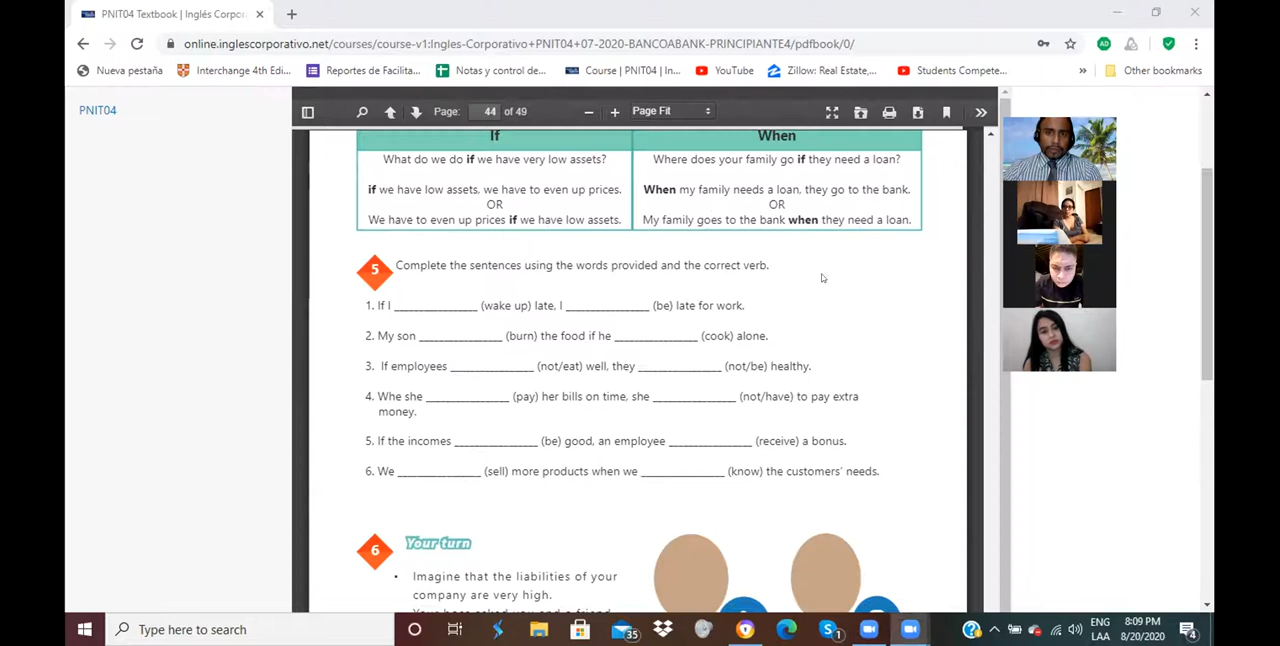 PNIT04 Textbook | Inglés Corpor
online.inglescorporativo.net/courses/course-v1:Ingles-Corporativo+PNIT04+07-2020-BANCOABANK-PRINCIPIANTE4/pdfbook/0/
Nueva pestaña Interchange 4th Edi... Reportes de Facilita... Notas y control de... Course | PNIT04 | In... YouTube Zillow: Real Estate,... Students Compete... » Other bookmarks
PNIT04
Page: 44 of 49 Page Fit
If When
What do we do if we have very low assets? Where does your family go if they need a loan?
if we have low assets, we have to even up prices. When my family needs a loan, they go to the bank.
OR OR
We have to even up prices if we have low assets. My family goes to the bank when they need a loan.
5 Complete the sentences using the words provided and the correct verb.
1. If I ______________ (wake up) late, I ______________ (be) late for work.
2. My son ______________ (burn) the food if he ______________ (cook) alone.
3. If employees ______________ (not/eat) well, they ______________ (not/be) healthy.
4. Whe she ______________ (pay) her bills on time, she ______________ (not/have) to pay extra
money.
5. If the incomes ______________ (be) good, an employee ______________ (receive) a bonus.
6. We ______________ (sell) more products when we ______________ (know) the customers' needs.
6 Your turn
• Imagine that the liabilities of your
company are very high.
Type here to search
35
1
ENG
LAA
8:09 PM
8/20/2020
4